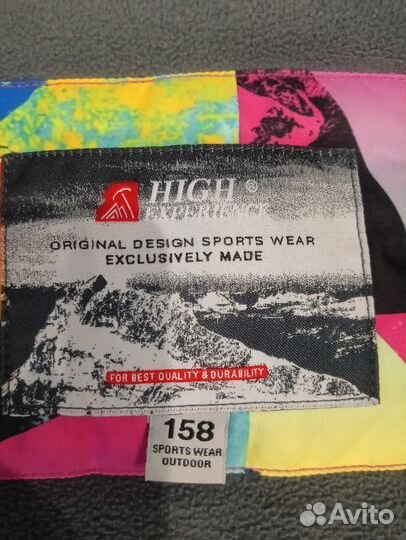 HIGH ®
EXPERIENCE
ORIGINAL DESIGN SPORTS WEAR
EXCLUSIVELY MADE
FOR BEST QUALITY & DURABILITY
158
SPORTS WEAR
OUTDOOR
Avito